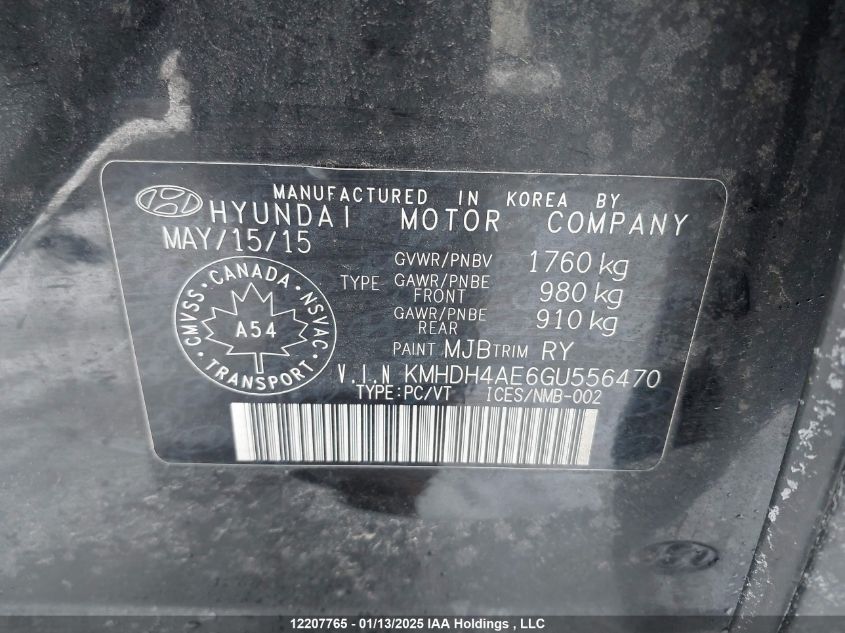 MANUFACTURED IN KOREA BY
HYUNDAI MOTOR COMPANY
MAY/15/15
GVWR/PNBV 1760 kg
TYPE GAWR/PNBE FRONT 980 kg
GAWR/PNBE REAR 910 kg
CANADA
CMVSS NSVAC
A54
TRANSPORT
PAINT MJB TRIM RY
V.I.N KMHDH4AE6GU556470
TYPE:PC/VT ICES/NMB-002
12207765 - 01/13/2025 IAA Holdings , LLC